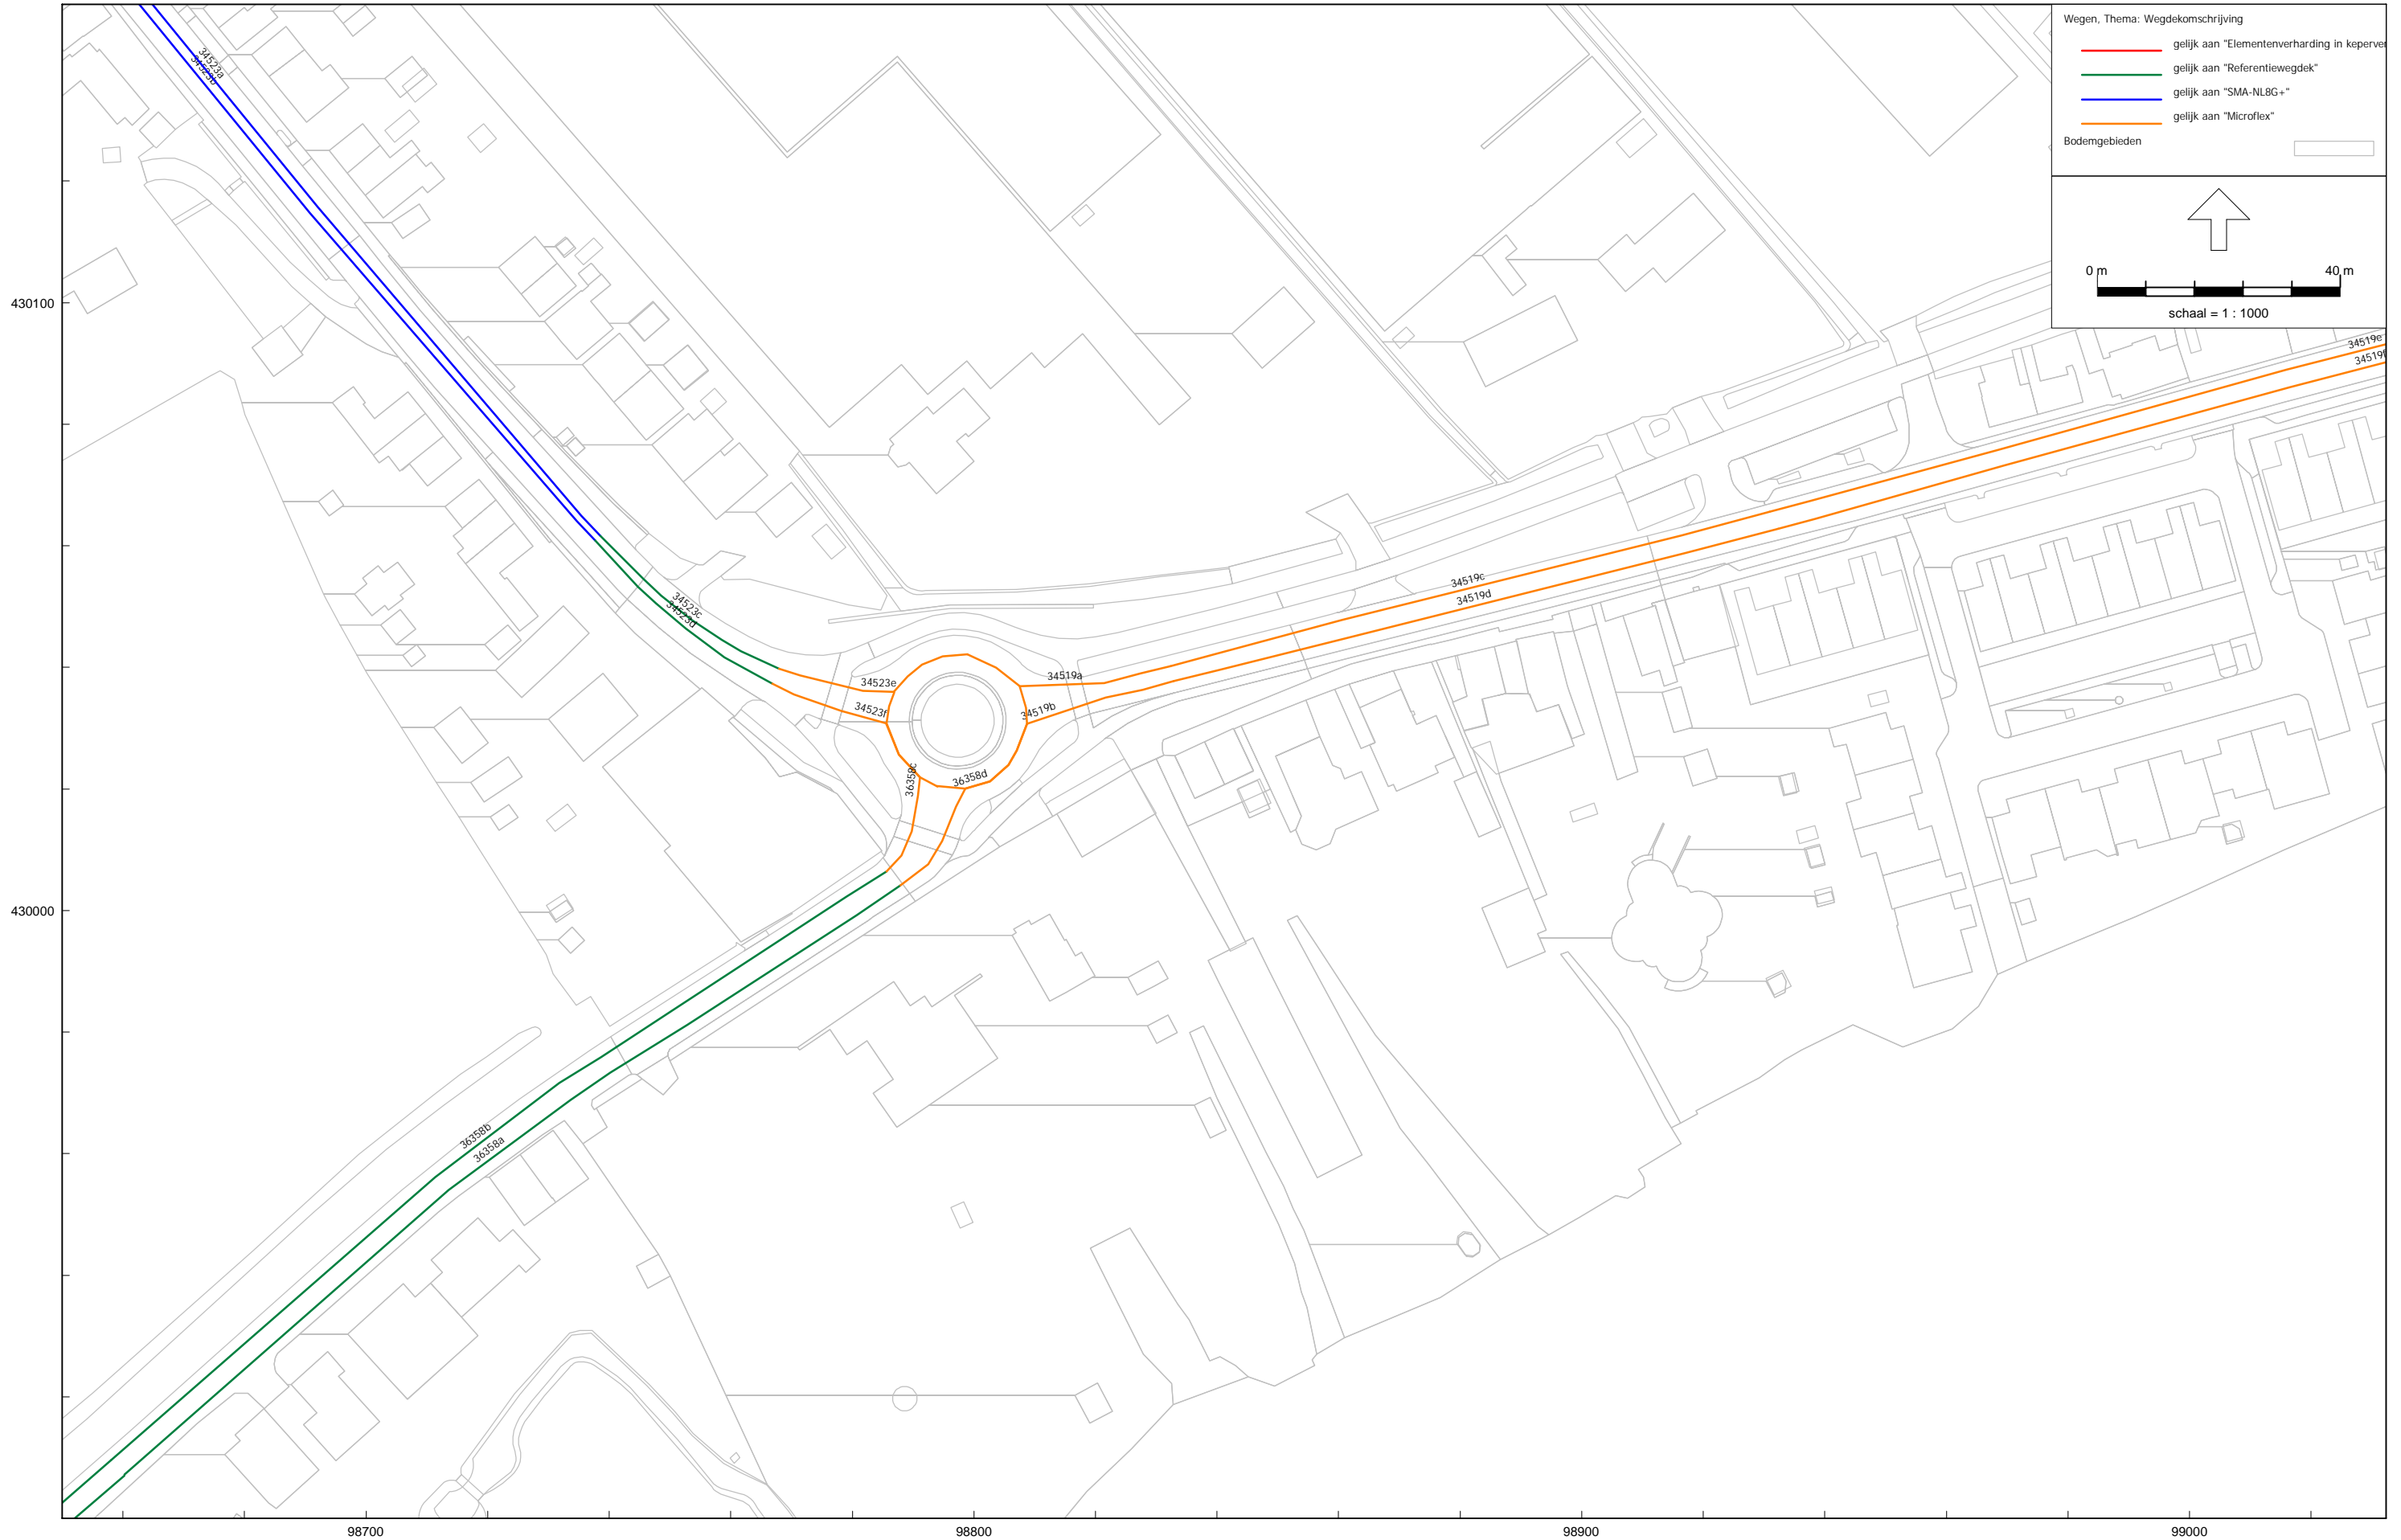 Wegen, Thema: Wegdekomschrijving
gelijk aan "Elementenverharding in keperver
gelijk aan "Referentiewegdek"
gelijk aan "SMA-NL8G+"
gelijk aan "Microflex"
Bodemgebieden
0 m 40 m
schaal = 1 : 1000
34523a
34523b
430100
34519e
34519f
34519c
34519d
34523c
34523d
34519a
34523e
34523f
34519b
36358c
36358d
430000
36358b
36358a
98700 98800 98900 99000